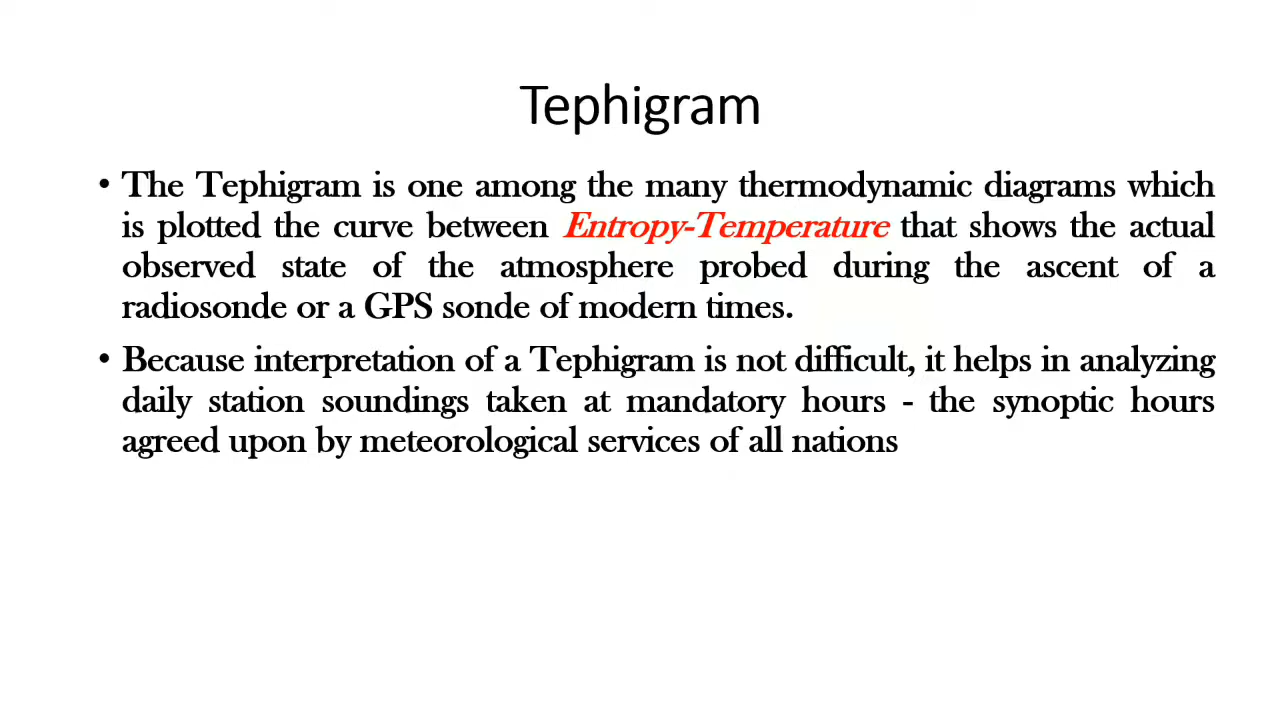 Tephigram
• The Tephigram is one among the many thermodynamic diagrams which
is plotted the curve between Entropy-Temperature that shows the actual
observed state of the atmosphere probed during the ascent of a
radiosonde or a GPS sonde of modern times.
• Because interpretation of a Tephigram is not difficult, it helps in analyzing
daily station soundings taken at mandatory hours - the synoptic hours
agreed upon by meteorological services of all nations